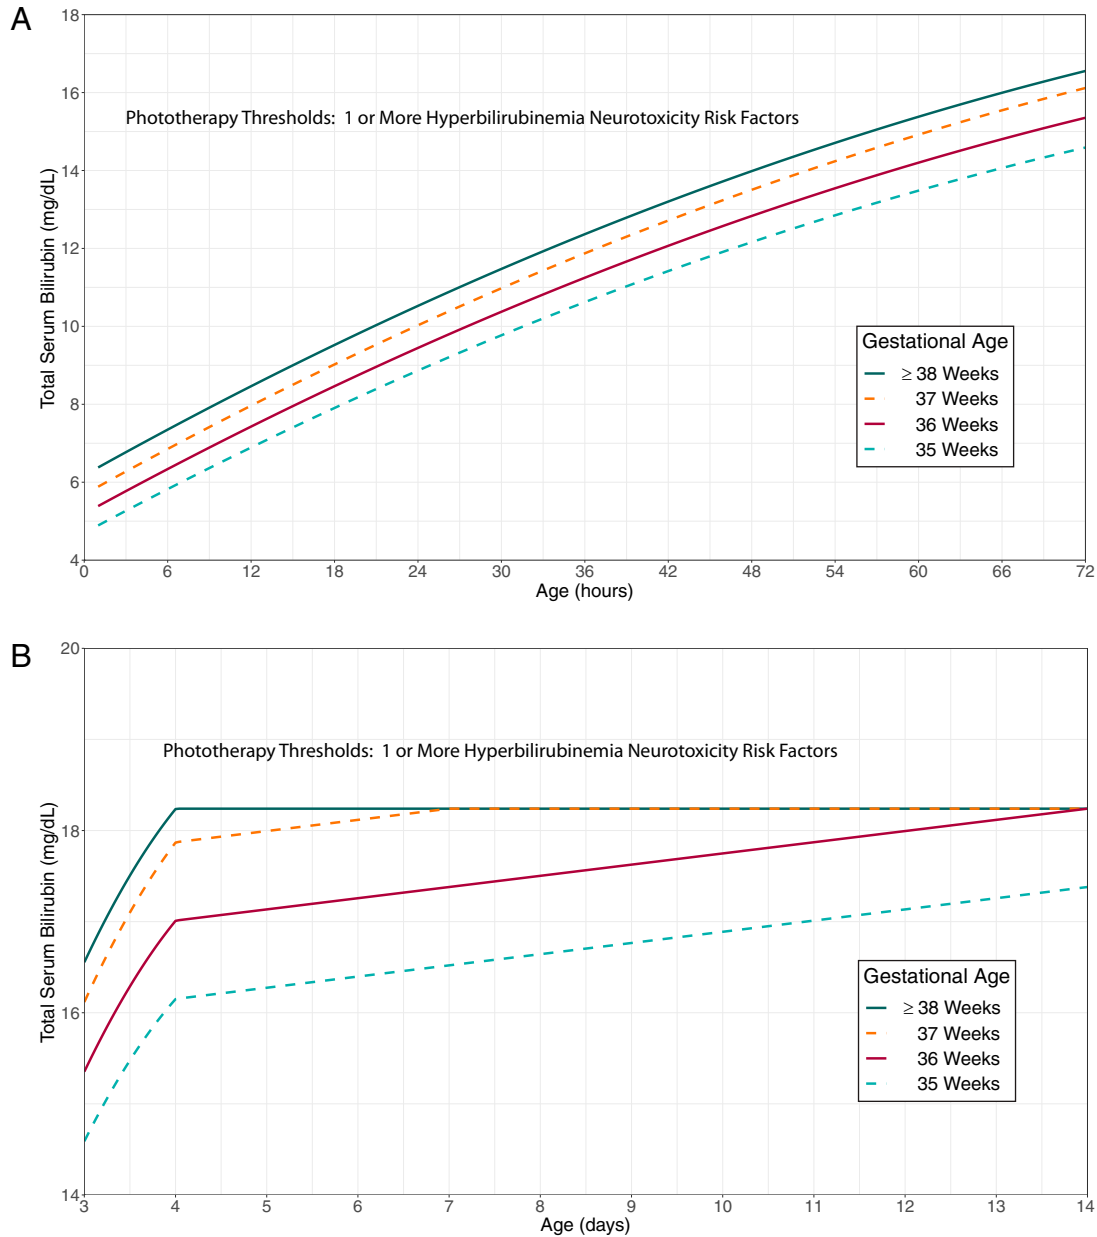 A
18
16
14
12
10
8
6
4
Total Serum Bilirubin (mg/dL)
Phototherapy Thresholds: 1 or More Hyperbilirubinemia Neurotoxicity Risk Factors
Gestational Age
≥ 38 Weeks
37 Weeks
36 Weeks
35 Weeks
0 6 12 18 24 30 36 42 48 54 60 66 72
Age (hours)
B
20
18
16
14
Total Serum Bilirubin (mg/dL)
Phototherapy Thresholds: 1 or More Hyperbilirubinemia Neurotoxicity Risk Factors
Gestational Age
≥ 38 Weeks
37 Weeks
36 Weeks
35 Weeks
3 4 5 6 7 8 9 10 11 12 13 14
Age (days)